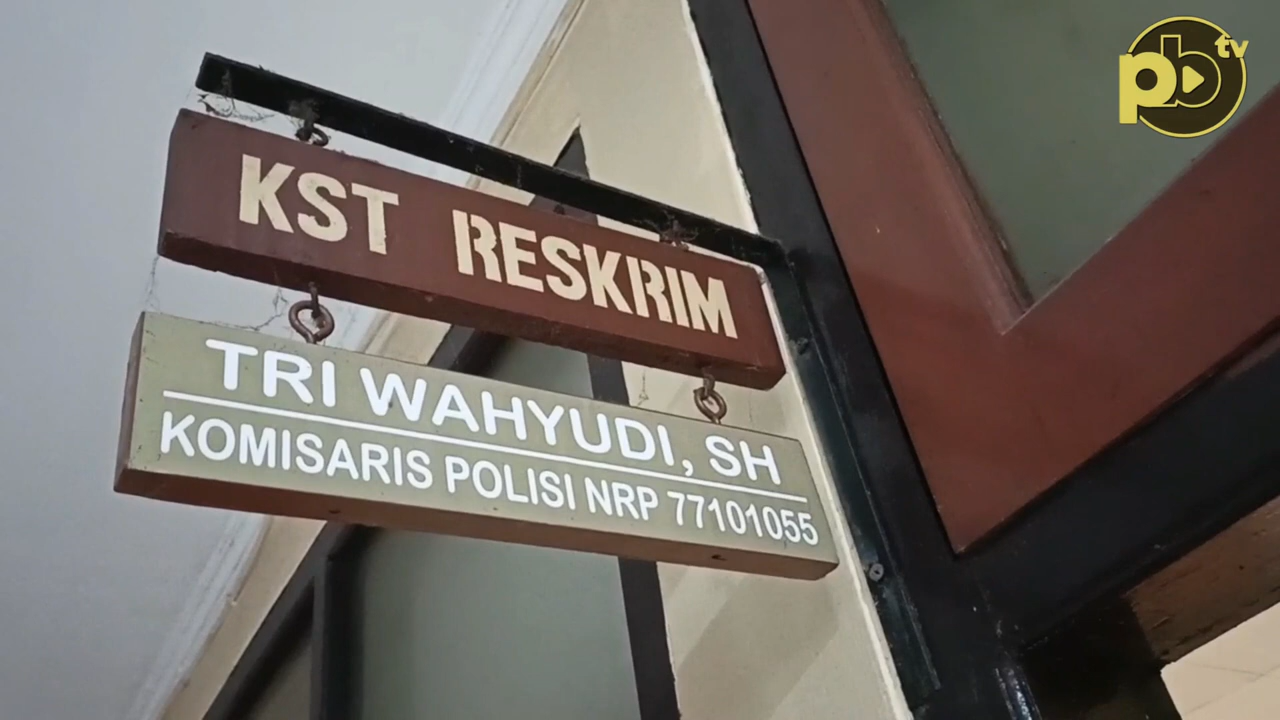 pb tv
KST RESKRIM
TRI WAHYUDI, SH
KOMISARIS POLISI NRP 77101055